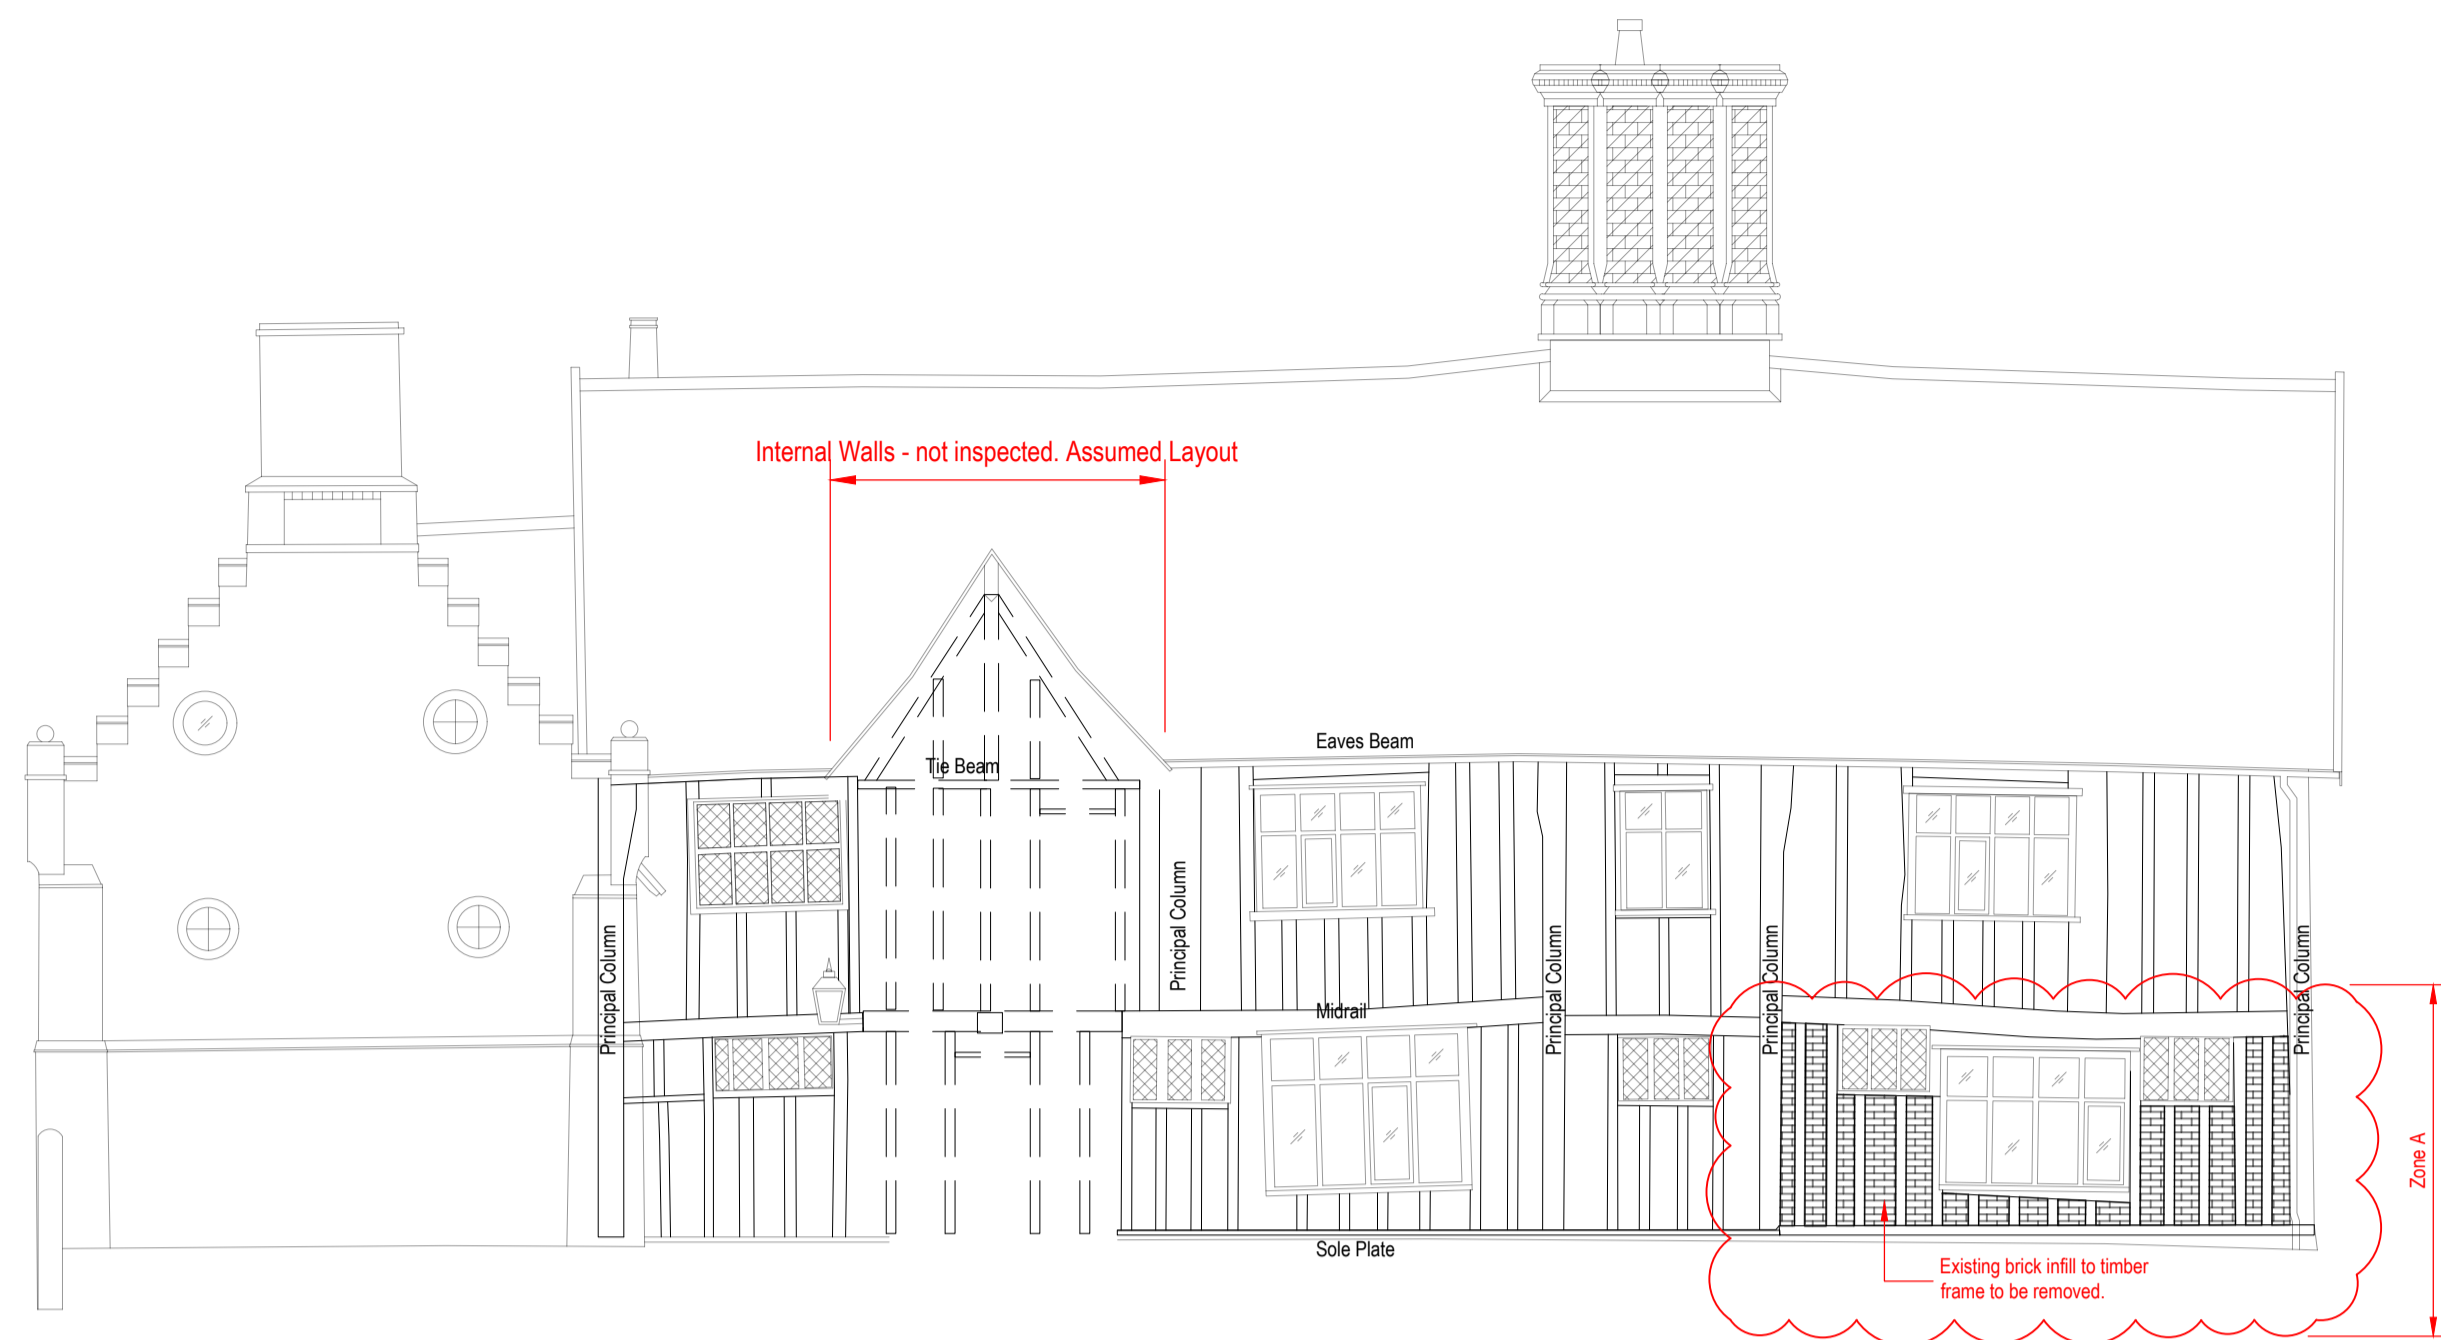 Internal Walls - not inspected. Assumed Layout
Eaves Beam
Tie Beam
Principal Column
Principal Column
Principal Column
Principal Column
Principal Column
Midrail
Zone A
Sole Plate
Existing brick infill to timber
frame to be removed.